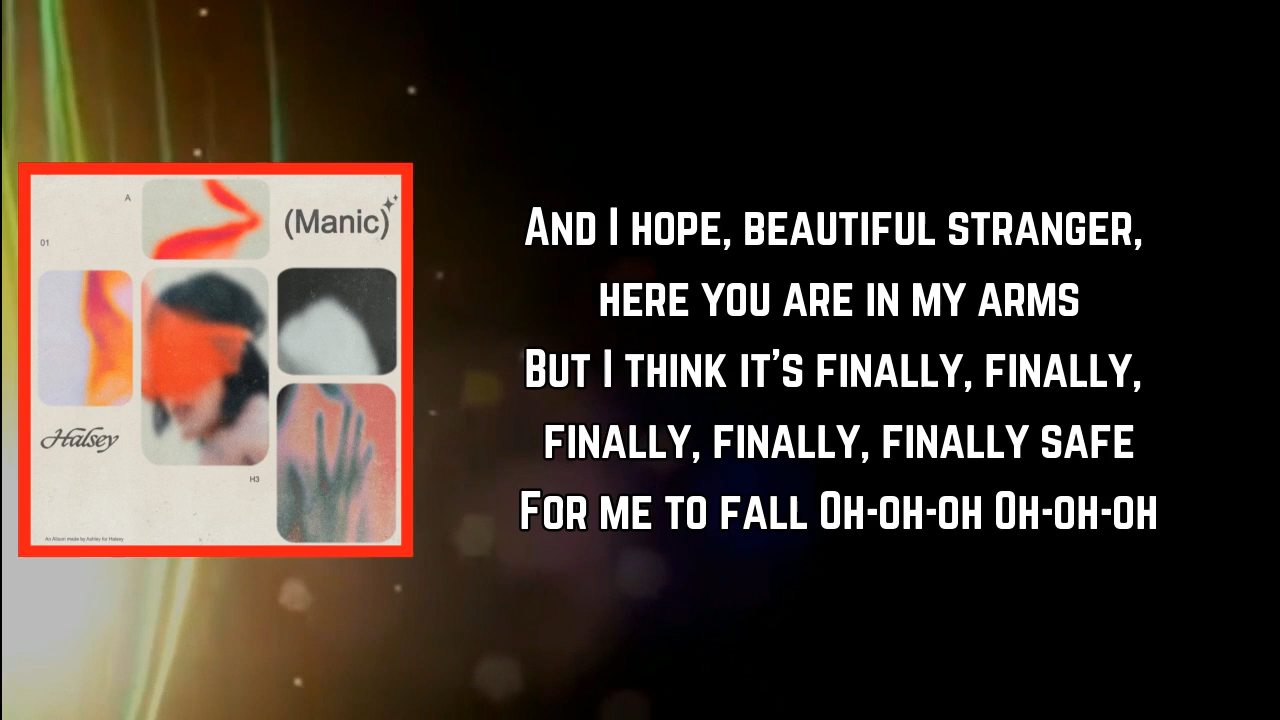 A
(Manic)
01
Halsey
H3
An Album made by Ashley for Halsey
And I hope, beautiful stranger,
here you are in my arms
But I think it's finally, finally,
finally, finally, finally safe
For me to fall Oh-oh-oh Oh-oh-oh